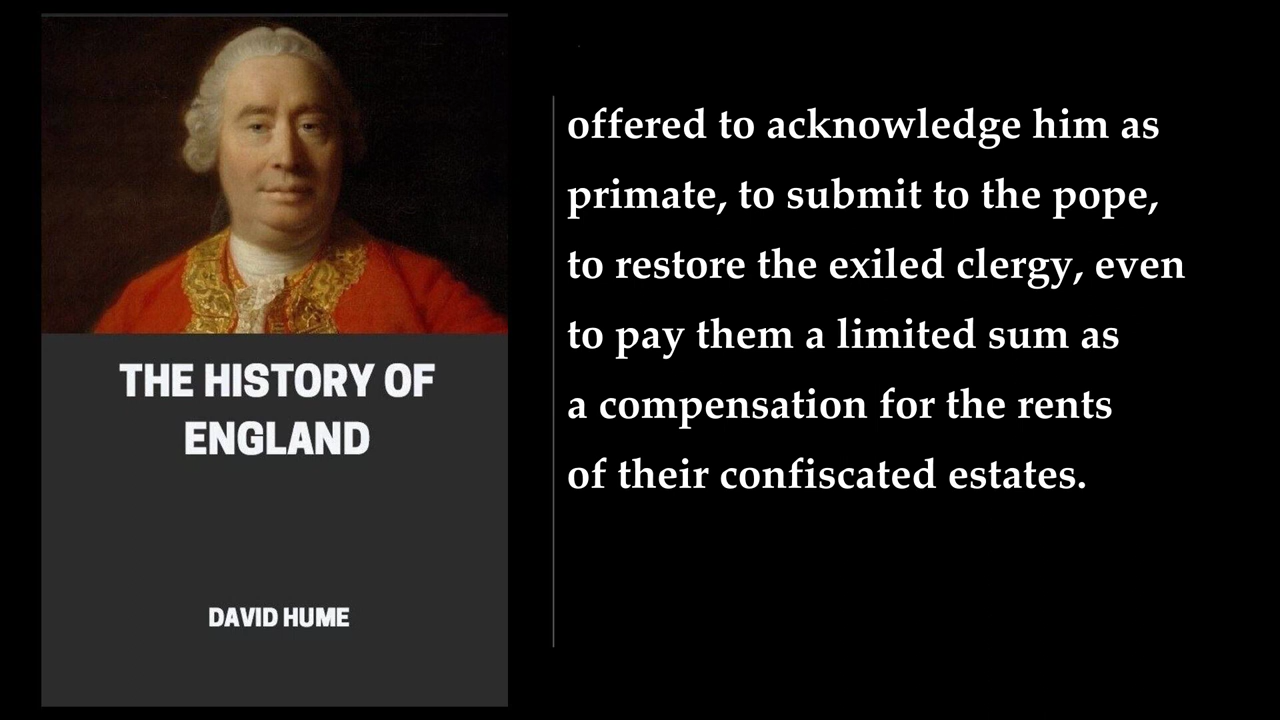 THE HISTORY OF
ENGLAND
DAVID HUME
offered to acknowledge him as
primate, to submit to the pope,
to restore the exiled clergy, even
to pay them a limited sum as
a compensation for the rents
of their confiscated estates.